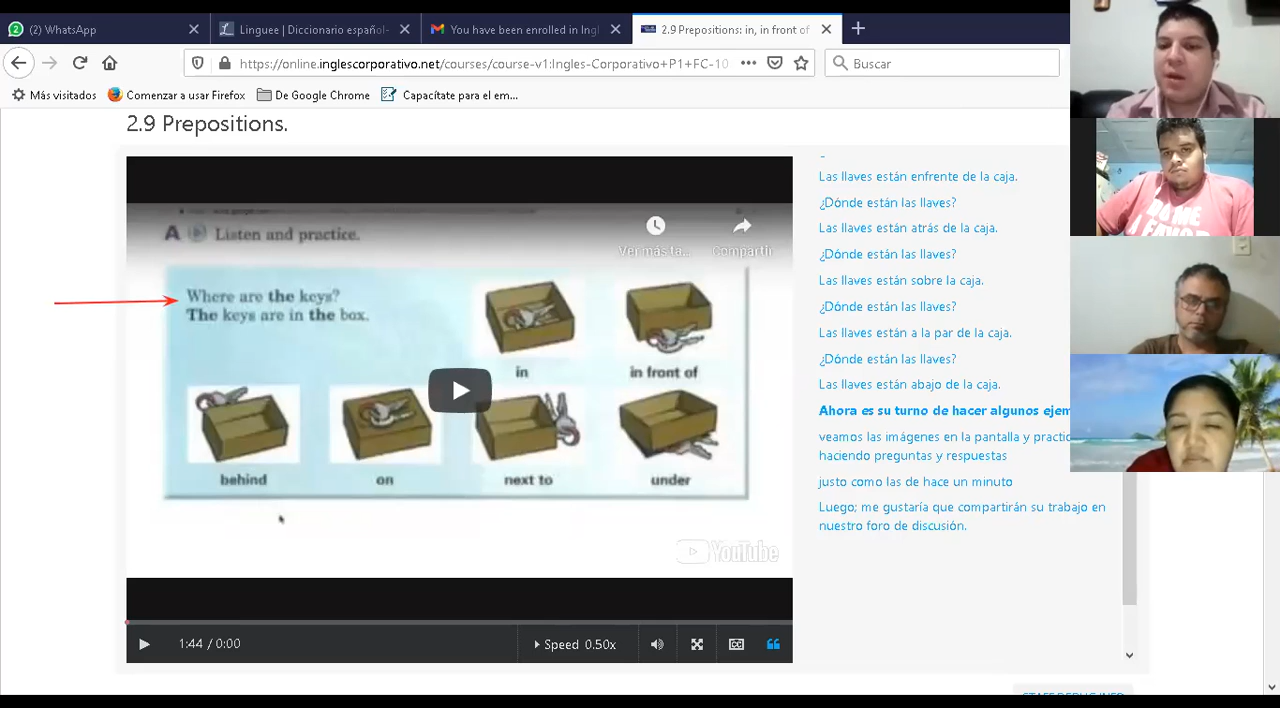 (2) WhatsApp
Linguee | Diccionario español-
You have been enrolled in Ingl
2.9 Prepositions: in, in front of
https://online.inglescorporativo.net/courses/course-v1:Ingles-Corporativo+P1+FC-10
Buscar
Más visitados
Comenzar a usar Firefox
De Google Chrome
Capacítate para el em...
2.9 Prepositions.
A Listen and practice.
Ver más ta...
Compartir
Where are the keys?
The keys are in the box.
in
in front of
behind
on
next to
under
YouTube
1:44 / 0:00
Speed 0.50x
Las llaves están enfrente de la caja.
¿Dónde están las llaves?
Las llaves están atrás de la caja.
¿Dónde están las llaves?
Las llaves están sobre la caja.
¿Dónde están las llaves?
Las llaves están a la par de la caja.
¿Dónde están las llaves?
Las llaves están abajo de la caja.
Ahora es su turno de hacer algunos ejem
veamos las imágenes en la pantalla y practic
haciendo preguntas y respuestas
justo como las de hace un minuto
Luego; me gustaría que compartirán su trabajo en
nuestro foro de discusión.
STAFF DEBUG INFO